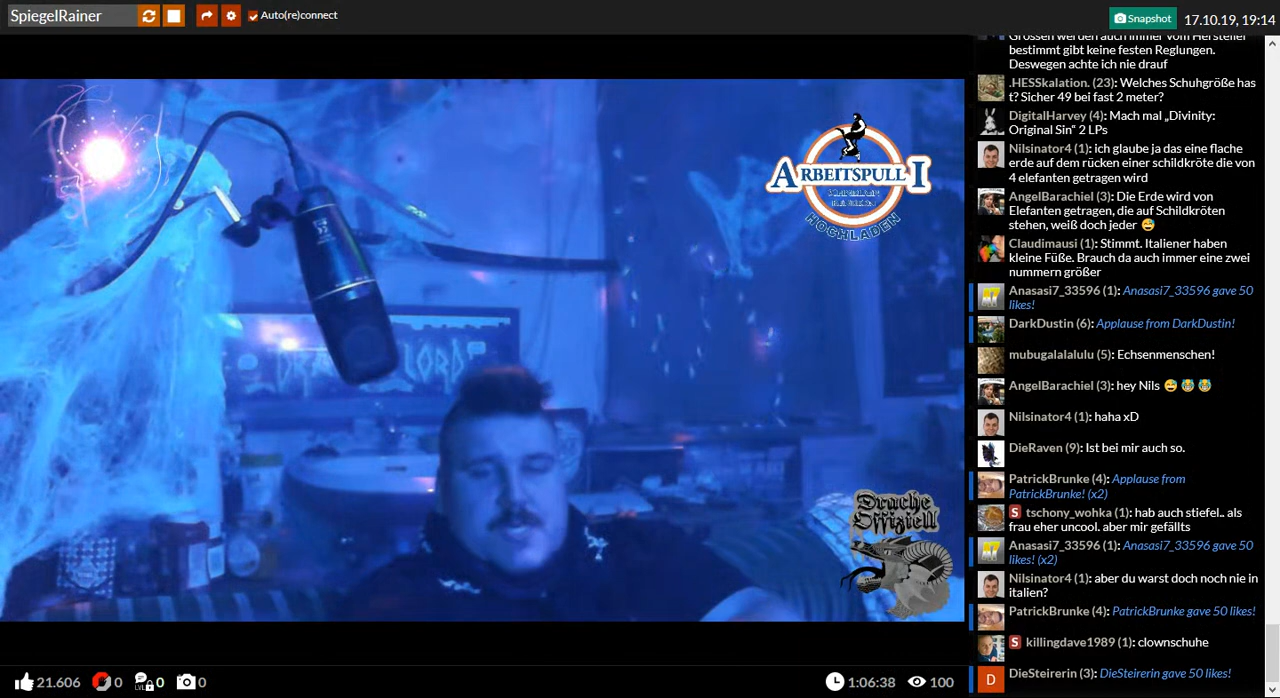 SpiegelRainer
Auto(re)connect
Snapshot
17.10.19, 19:14
ARBEITSPULLI
HOCHLADEN
LORD
Drache
Offiziell
Grössen werden auch immer vom Hersteller
bestimmt gibt keine festen Reglungen.
Deswegen achte ich nie drauf
.HESSkalation. (23): Welches Schuhgröße has
t? Sicher 49 bei fast 2 meter?
DigitalHarvey (4): Mach mal „Divinity:
Original Sin“ 2 LPs
Nilsinator4 (1): ich glaube ja das eine flache
erde auf dem rücken einer schildkröte die von
4 elefanten getragen wird
AngelBarachiel (3): Die Erde wird von
Elefanten getragen, die auf Schildkröten
stehen, weiß doch jeder 😅
Claudimausi (1): Stimmt. Italiener haben
kleine Füße. Brauch da auch immer eine zwei
nummern größer
Anasasi7_33596 (1): Anasasi7_33596 gave 50
likes!
DarkDustin (6): Applause from DarkDustin!
mubugalalalulu (5): Echsenmenschen!
AngelBarachiel (3): hey Nils 😅 😭 😭
Nilsinator4 (1): haha xD
DieRaven (9): Ist bei mir auch so.
PatrickBrunke (4): Applause from
PatrickBrunke! (x2)
S tschony_wohka (1): hab auch stiefel.. als
frau eher uncool. aber mir gefällts
Anasasi7_33596 (1): Anasasi7_33596 gave 50
likes! (x2)
Nilsinator4 (1): aber du warst doch noch nie in
italien?
PatrickBrunke (4): PatrickBrunke gave 50 likes!
S killingdave1989 (1): clownschuhe
D DieSteirerin (3): DieSteirerin gave 50 likes!
21.606 0 LVL 0 0
1:06:38 100